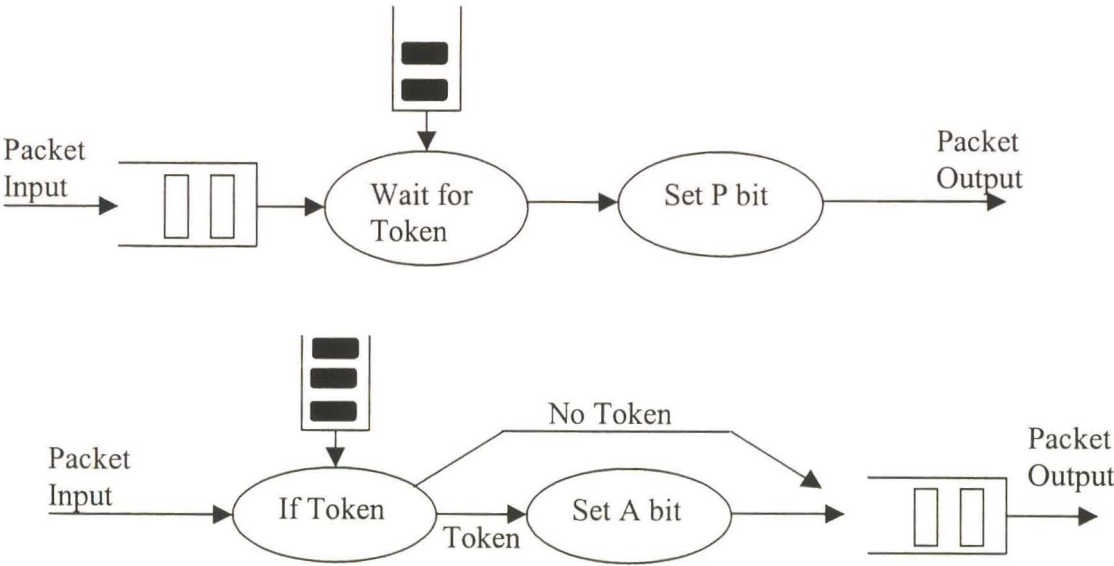 Packet
Input
Wait for
Token
Set P bit
Packet
Output
No Token
Packet
Input
If Token
Token
Set A bit
Packet
Output